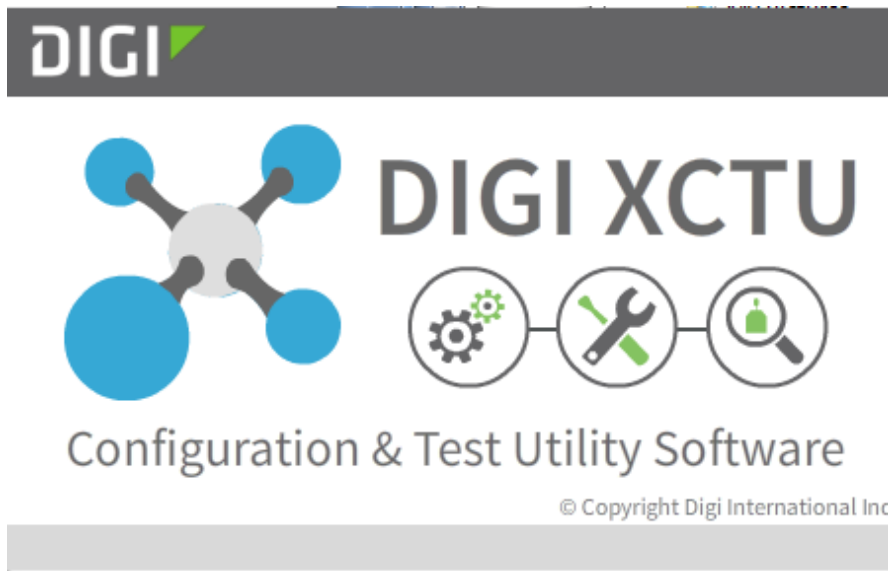 DIGI
DIGI XCTU
Configuration & Test Utility Software
© Copyright Digi International Inc